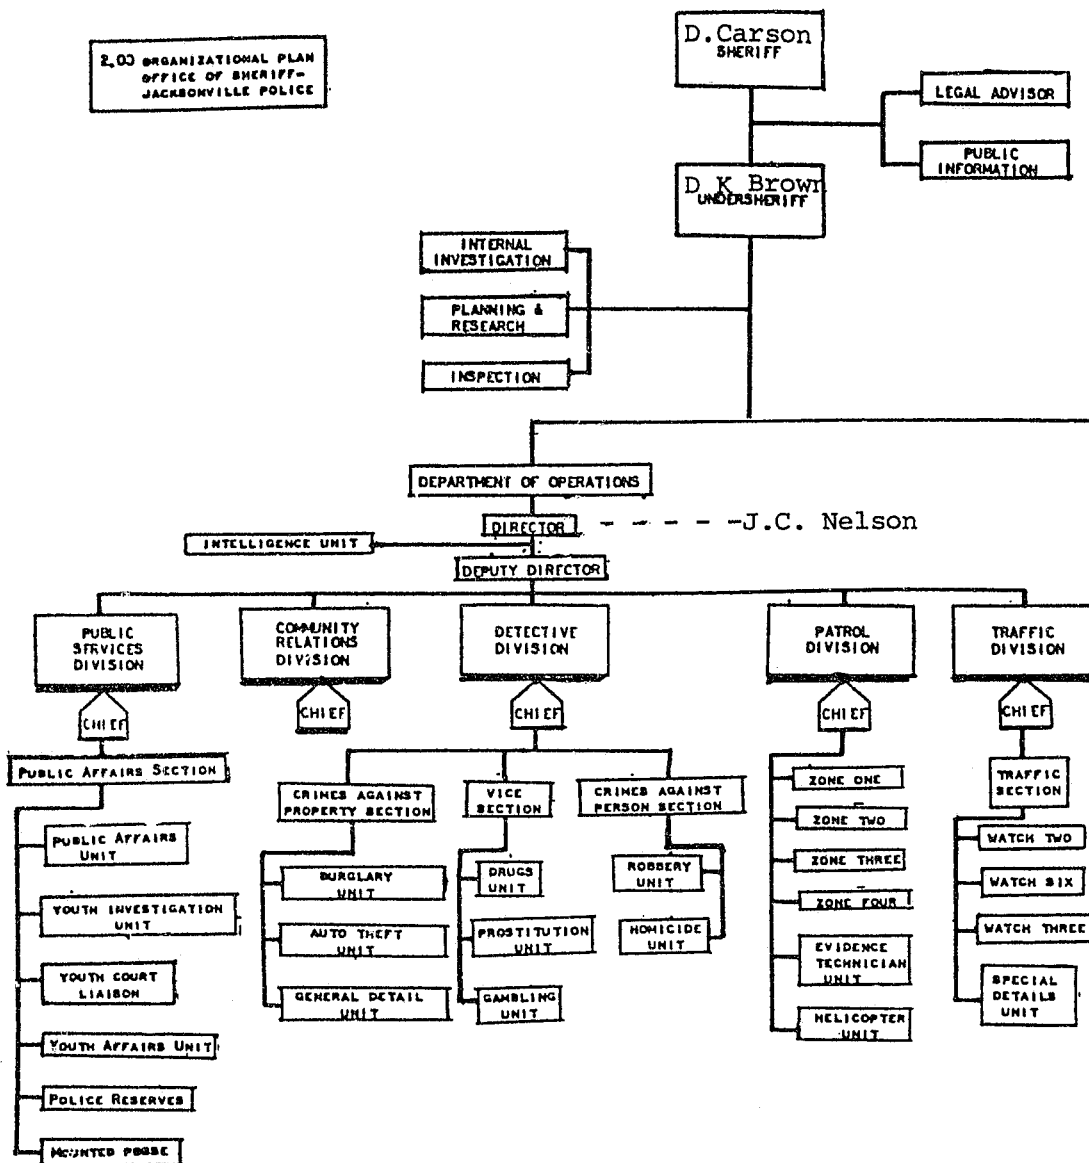 2.00 ORGANIZATIONAL PLAN
OFFICE OF SHERIFF-
JACKSONVILLE POLICE
D. Carson
SHERIFF
LEGAL ADVISOR
PUBLIC
INFORMATION
D K Brown
UNDERSHERIFF
INTERNAL
INVESTIGATION
PLANNING &
RESEARCH
INSPECTION
DEPARTMENT OF OPERATIONS
DIRECTOR - - - - - J.C. Nelson
INTELLIGENCE UNIT
DEPUTY DIRECTOR
PUBLIC
SERVICES
DIVISION
CHIEF
COMMUNITY
RELATIONS
DIVISION
CHIEF
DETECTIVE
DIVISION
CHIEF
PATROL
DIVISION
CHIEF
TRAFFIC
DIVISION
CHIEF
PUBLIC AFFAIRS SECTION
PUBLIC AFFAIRS
UNIT
YOUTH INVESTIGATION
UNIT
YOUTH COURT
LIAISON
YOUTH AFFAIRS UNIT
POLICE RESERVES
MOUNTED POSSE
CRIMES AGAINST
PROPERTY SECTION
BURGLARY
UNIT
AUTO THEFT
UNIT
GENERAL DETAIL
UNIT
VICE
SECTION
DRUGS
UNIT
PROSTITUTION
UNIT
GAMBLING
UNIT
CRIMES AGAINST
PERSON SECTION
ROBBERY
UNIT
HOMICIDE
UNIT
ZONE ONE
ZONE TWO
ZONE THREE
ZONE FOUR
EVIDENCE
TECHNICIAN
UNIT
HELICOPTER
UNIT
TRAFFIC
SECTION
WATCH TWO
WATCH SIX
WATCH THREE
SPECIAL
DETAILS
UNIT